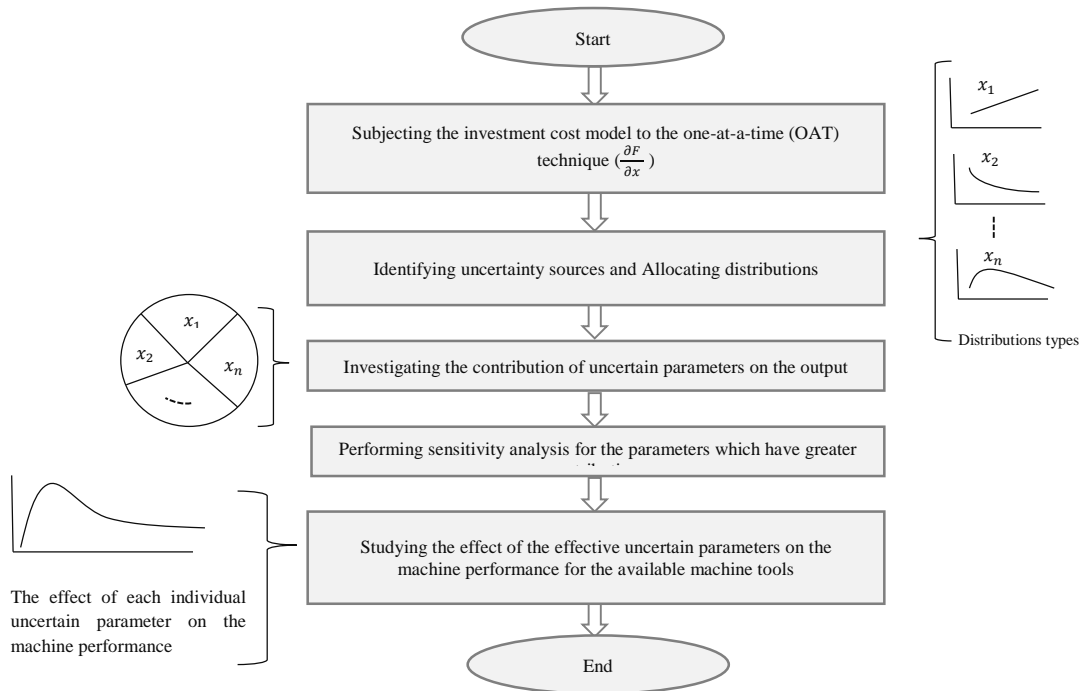 Start
Subjecting the investment cost model to the one-at-a-time (OAT)
technique (∂F/∂x)
x₁
x₂
xₙ
Distributions types
Identifying uncertainty sources and Allocating distributions
x₁
x₂
xₙ
Investigating the contribution of uncertain parameters on the output
Performing sensitivity analysis for the parameters which have greater
Studying the effect of the effective uncertain parameters on the
machine performance for the available machine tools
The effect of each individual
uncertain parameter on the
machine performance
End